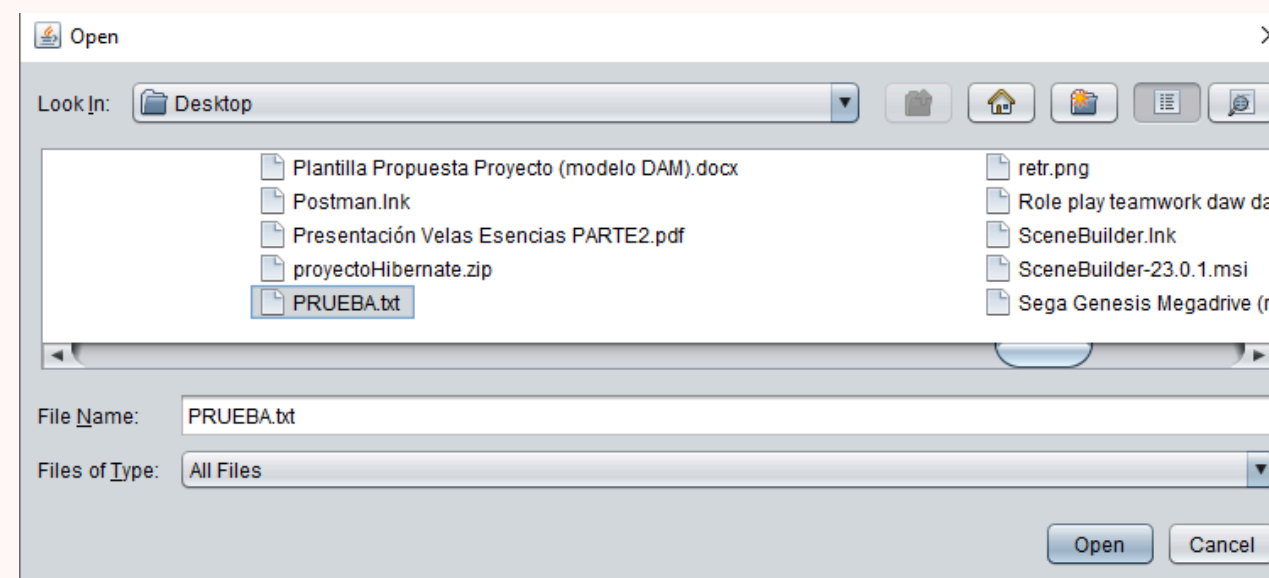 Open
Look In: Desktop
Plantilla Propuesta Proyecto (modelo DAM).docx
Postman.lnk
Presentación Velas Esencias PARTE2.pdf
proyectoHibernate.zip
PRUEBA.txt
retr.png
Role play teamwork daw da
SceneBuilder.lnk
SceneBuilder-23.0.1.msi
Sega Genesis Megadrive (r
File Name: PRUEBA.txt
Files of Type: All Files
Open Cancel